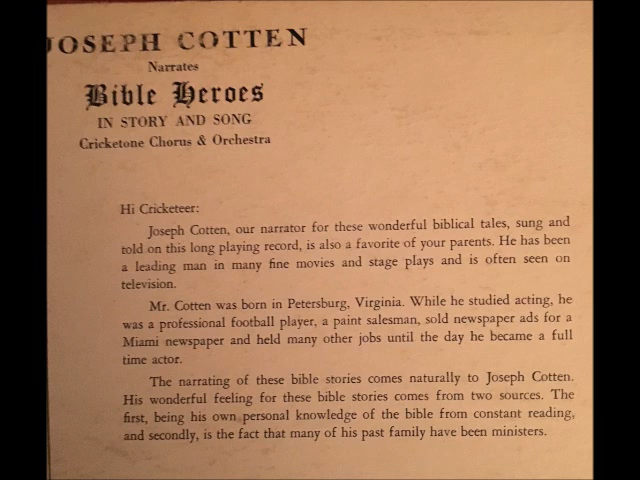 JOSEPH COTTEN
Narrates
Bible Heroes
IN STORY AND SONG
Cricketone Chorus & Orchestra
Hi Cricketeer:
Joseph Cotten, our narrator for these wonderful biblical tales, sung and
told on this long playing record, is also a favorite of your parents. He has been
a leading man in many fine movies and stage plays and is often seen on
television.
Mr. Cotten was born in Petersburg, Virginia. While he studied acting, he
was a professional football player, a paint salesman, sold newspaper ads for a
Miami newspaper and held many other jobs until the day he became a full
time actor.
The narrating of these bible stories comes naturally to Joseph Cotten.
His wonderful feeling for these bible stories comes from two sources. The
first, being his own personal knowledge of the bible from constant reading,
and secondly, is the fact that many of his past family have been ministers.